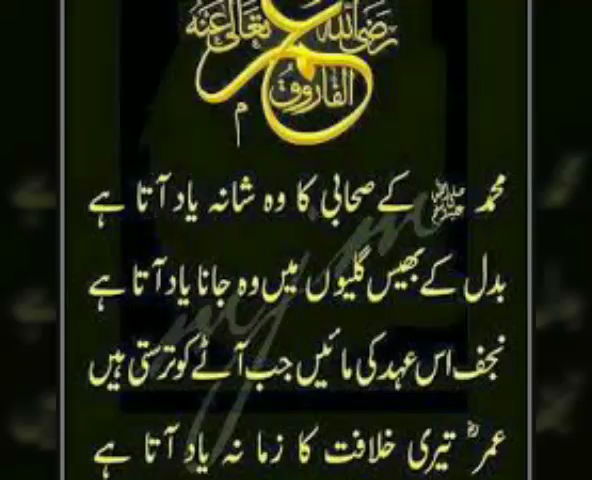 عمر الفاروق رضی اللہ تعالیٰ عنہ
محمد ﷺ کے صحابی کا وہ شانہ یاد آتا ہے
بدل کے بھیس گلیوں میں وہ جانا یاد آتا ہے
نجف اس عہد کی مائیں جب آٹے کو ترستی ہیں
عمرؓ تیری خلافت کا زمانہ یاد آتا ہے